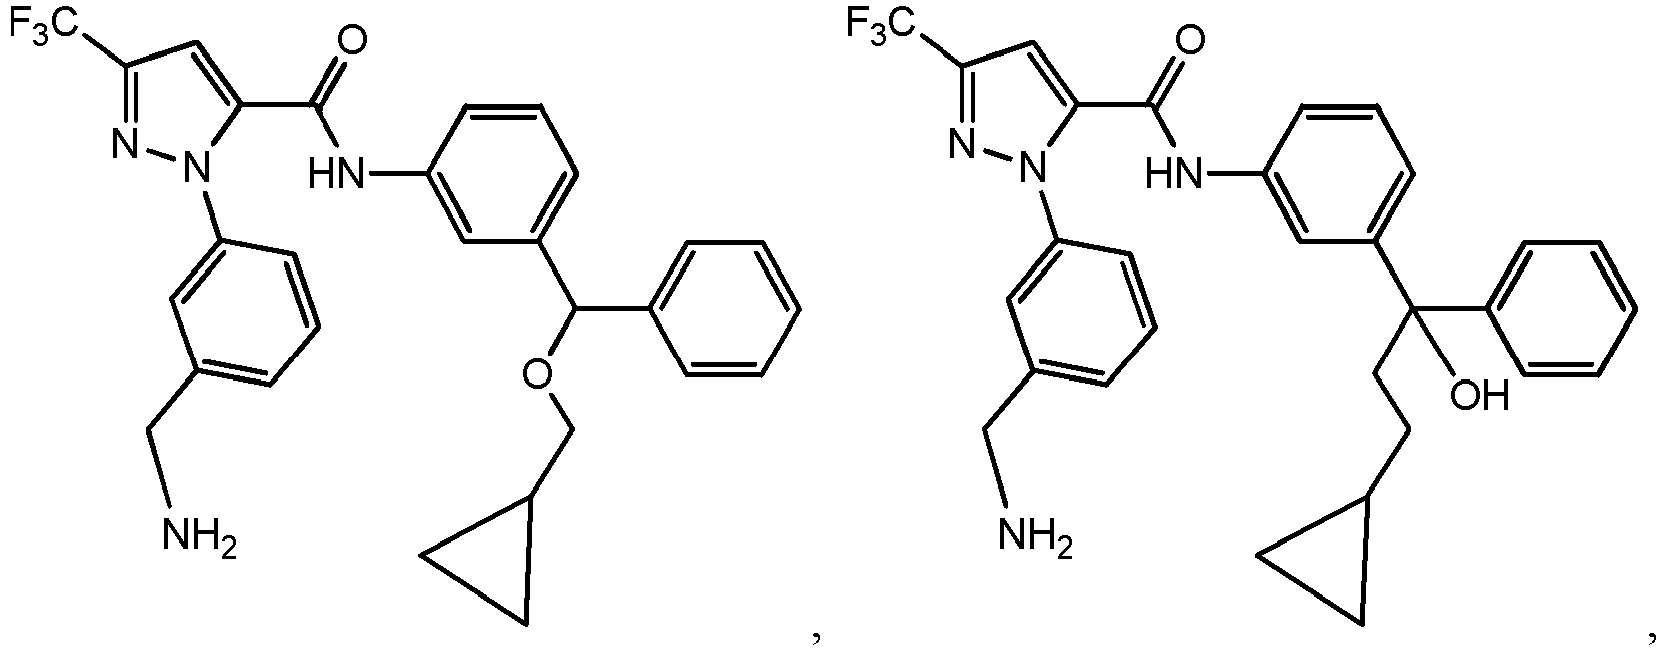 F3C O F3C O
N N HN N N HN
O OH
NH2 NH2
, ,